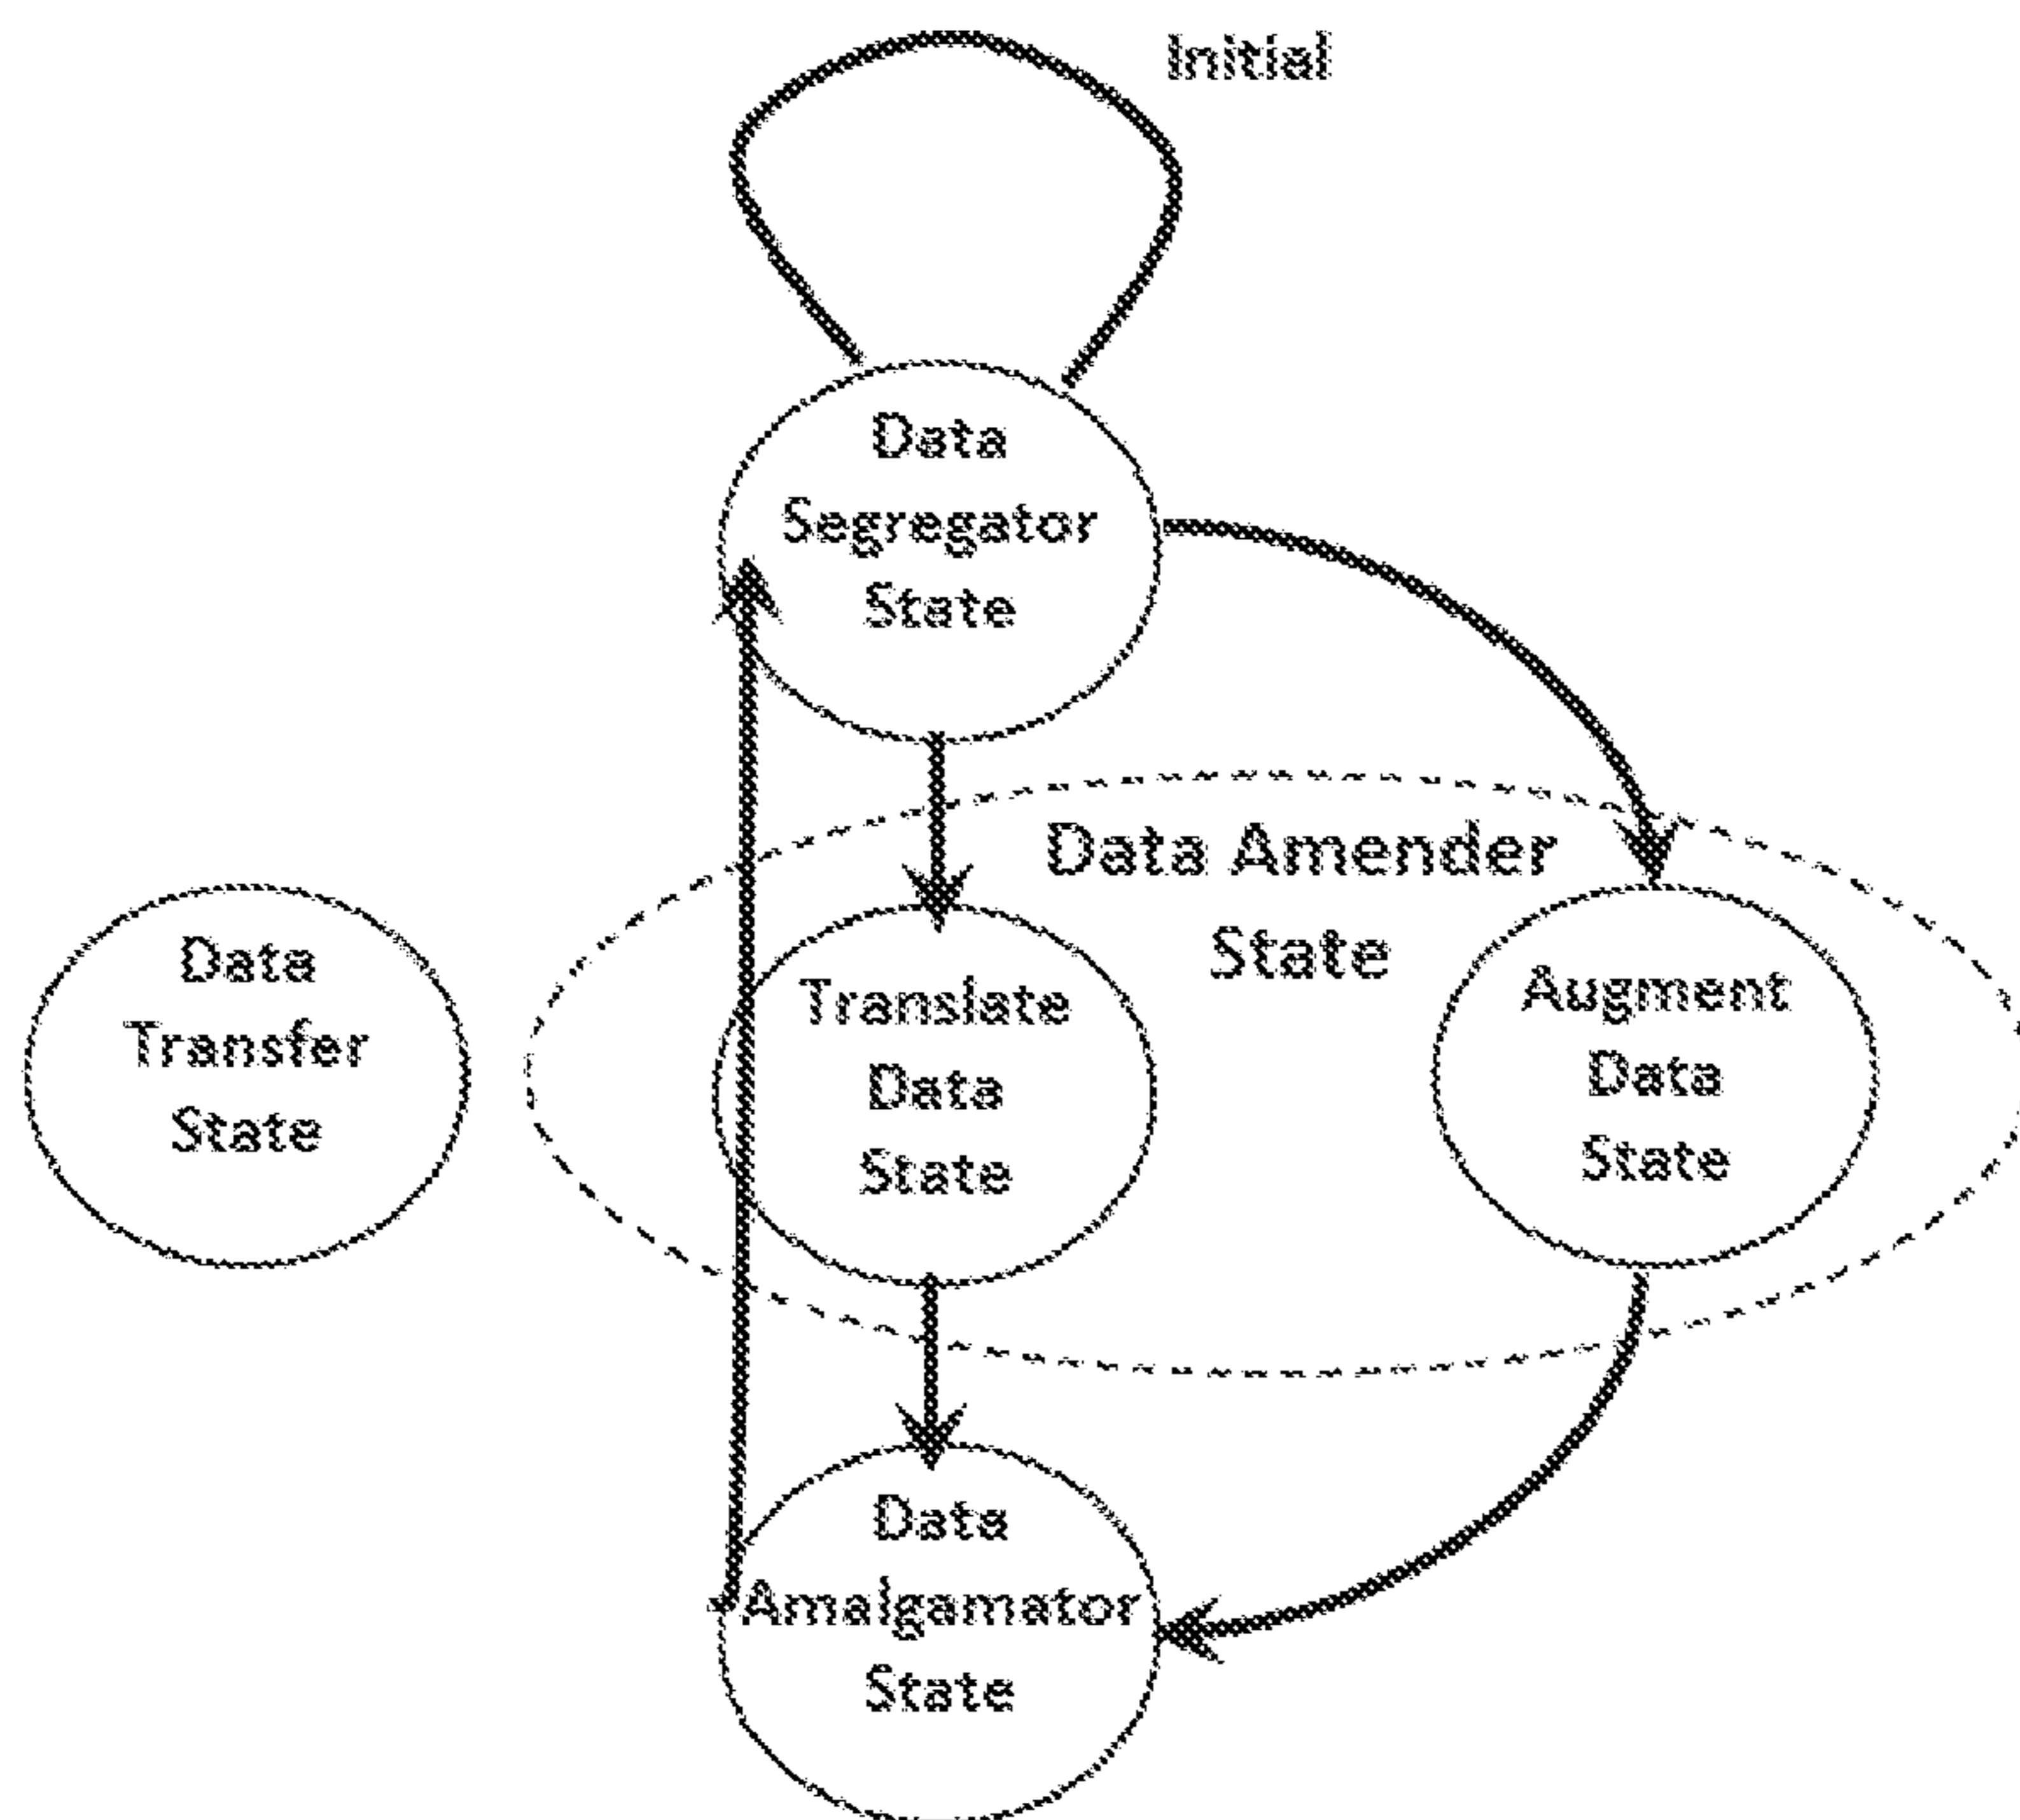 Initial
Data
Segregator
State
Data Amender
State
Data
Transfer
State
Translate
Data
State
Augment
Data
State
Data
Amalgamator
State